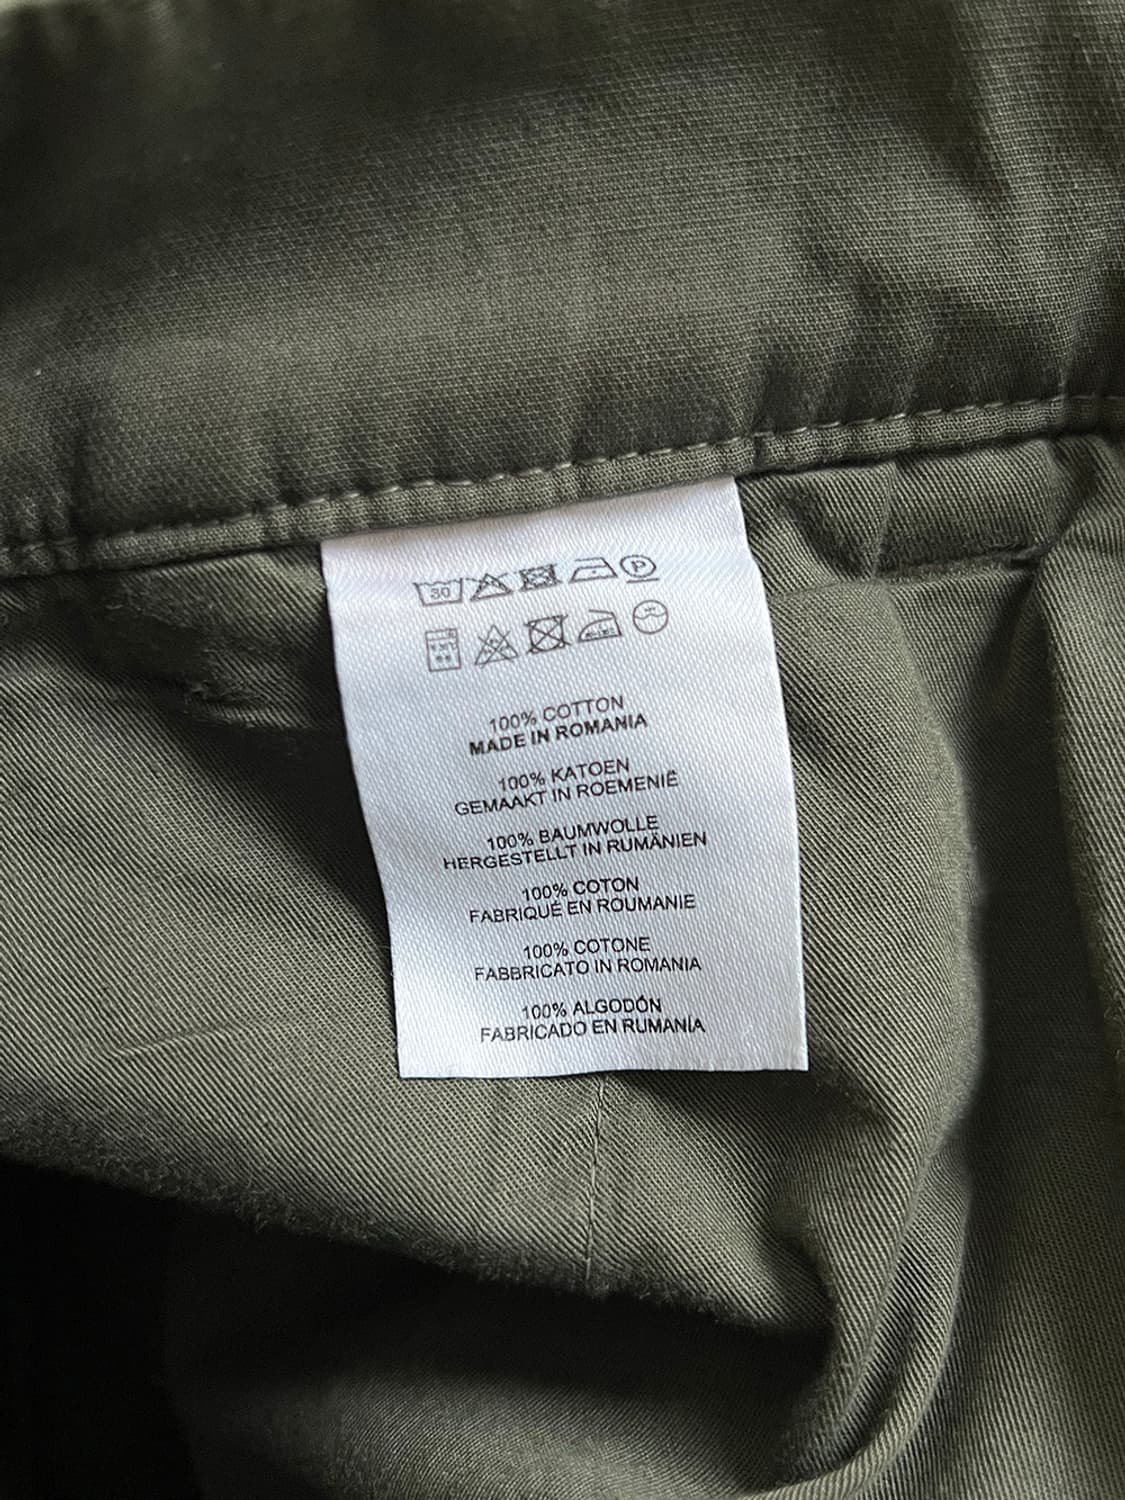 30 P
100% COTTON
MADE IN ROMANIA
100% KATOEN
GEMAAKT IN ROEMENIË
100% BAUMWOLLE
HERGESTELLT IN RUMÄNIEN
100% COTON
FABRIQUÉ EN ROUMANIE
100% COTONE
FABBRICATO IN ROMANIA
100% ALGODÓN
FABRICADO EN RUMANÍA